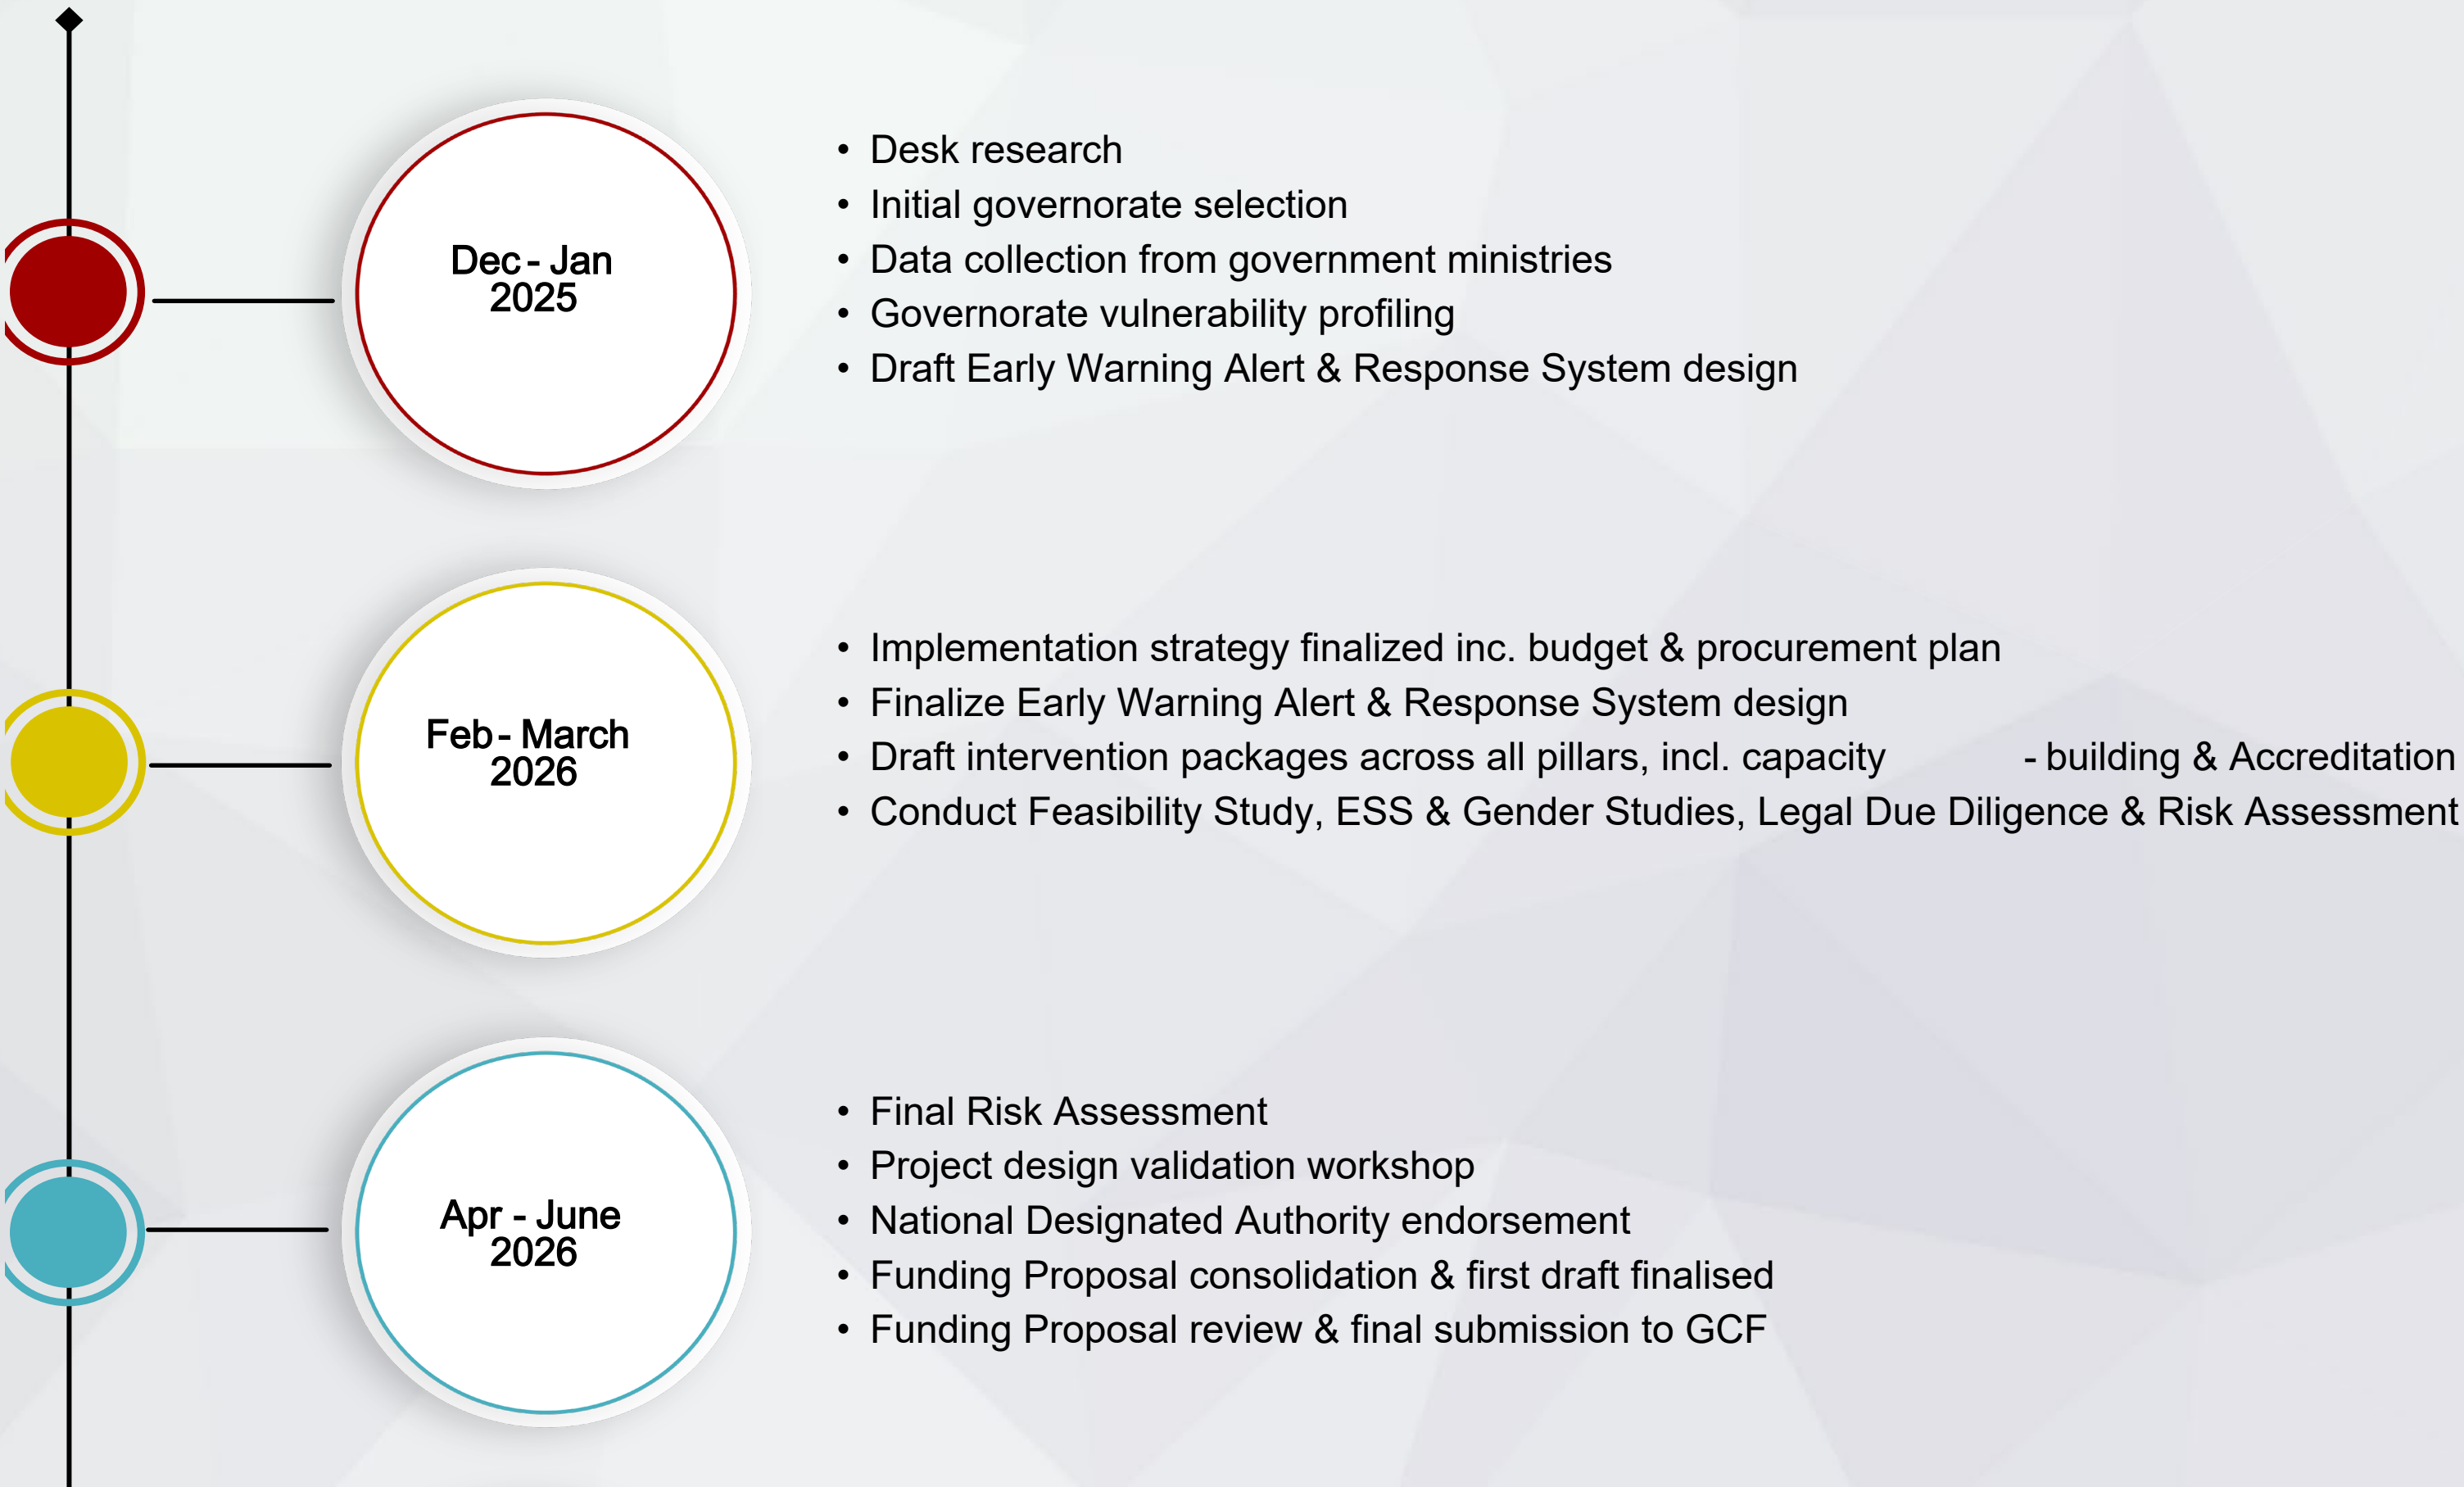 Dec - Jan
2025
• Desk research
• Initial governorate selection
• Data collection from government ministries
• Governorate vulnerability profiling
• Draft Early Warning Alert & Response System design
Feb - March
2026
• Implementation strategy finalized inc. budget & procurement plan
• Finalize Early Warning Alert & Response System design
• Draft intervention packages across all pillars, incl. capacity - building & Accreditation
• Conduct Feasibility Study, ESS & Gender Studies, Legal Due Diligence & Risk Assessment
Apr - June
2026
• Final Risk Assessment
• Project design validation workshop
• National Designated Authority endorsement
• Funding Proposal consolidation & first draft finalised
• Funding Proposal review & final submission to GCF